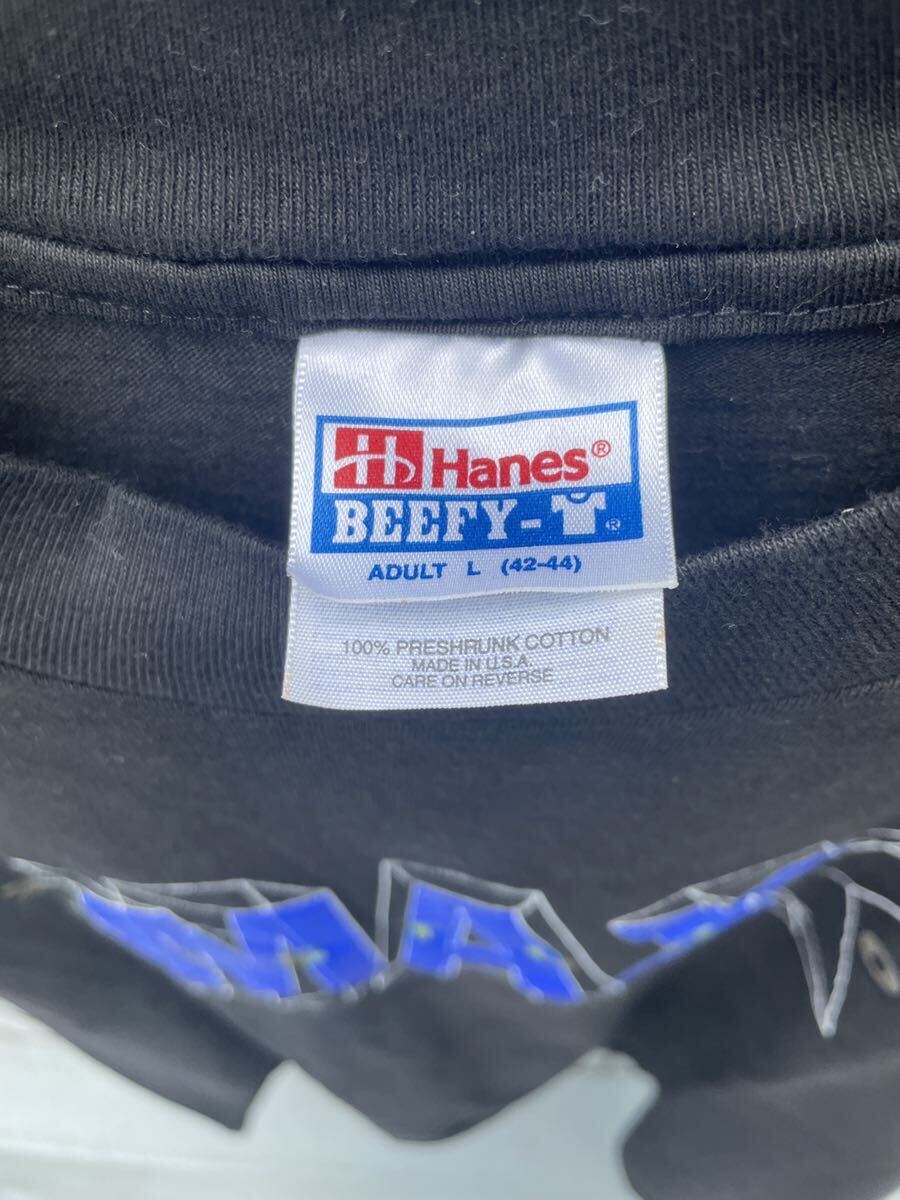 Hanes®
BEEFY-T®
ADULT L (42-44)
100% PRESHRUNK COTTON
MADE IN U.S.A.
CARE ON REVERSE